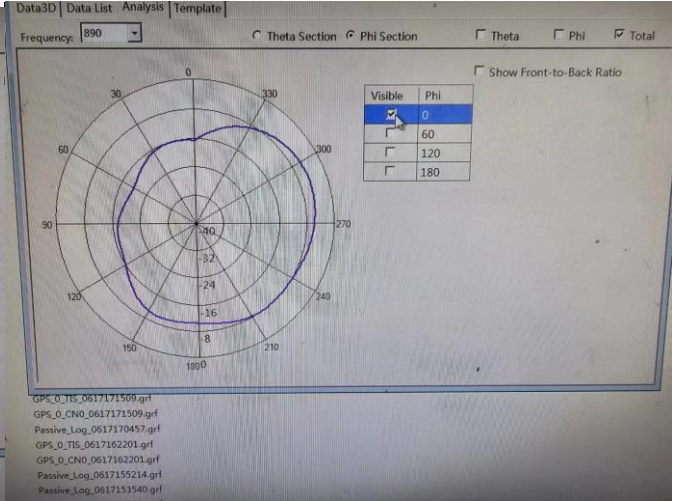 Data3D Data List Analysis Template
Frequency: 890 Theta Section Phi Section Theta Phi Total
Show Front-to-Back Ratio
Visible Phi
0
60
120
180
0
30 330
60 300
90 270
120 240
150 210
180
-40
-32
-24
-16
-8
0
GPS_0_TIS_0617171509.grf
GPS_0_CN0_0617171509.grf
Passive_Log_0617170457.grf
GPS_0_TIS_0617162201.grf
GPS_0_CN0_0617162201.grf
Passive_Log_0617155214.grf
Passive_Log_0617153540.grf